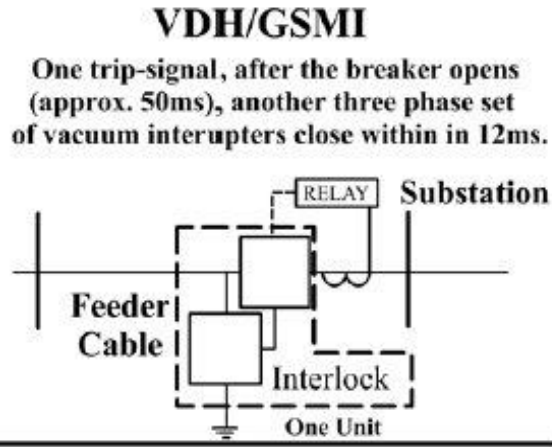 VDH/GSMI
One trip-signal, after the breaker opens
(approx. 50ms), another three phase set
of vacuum interupters close within in 12ms.
RELAY
Substation
Feeder
Cable
Interlock
One Unit